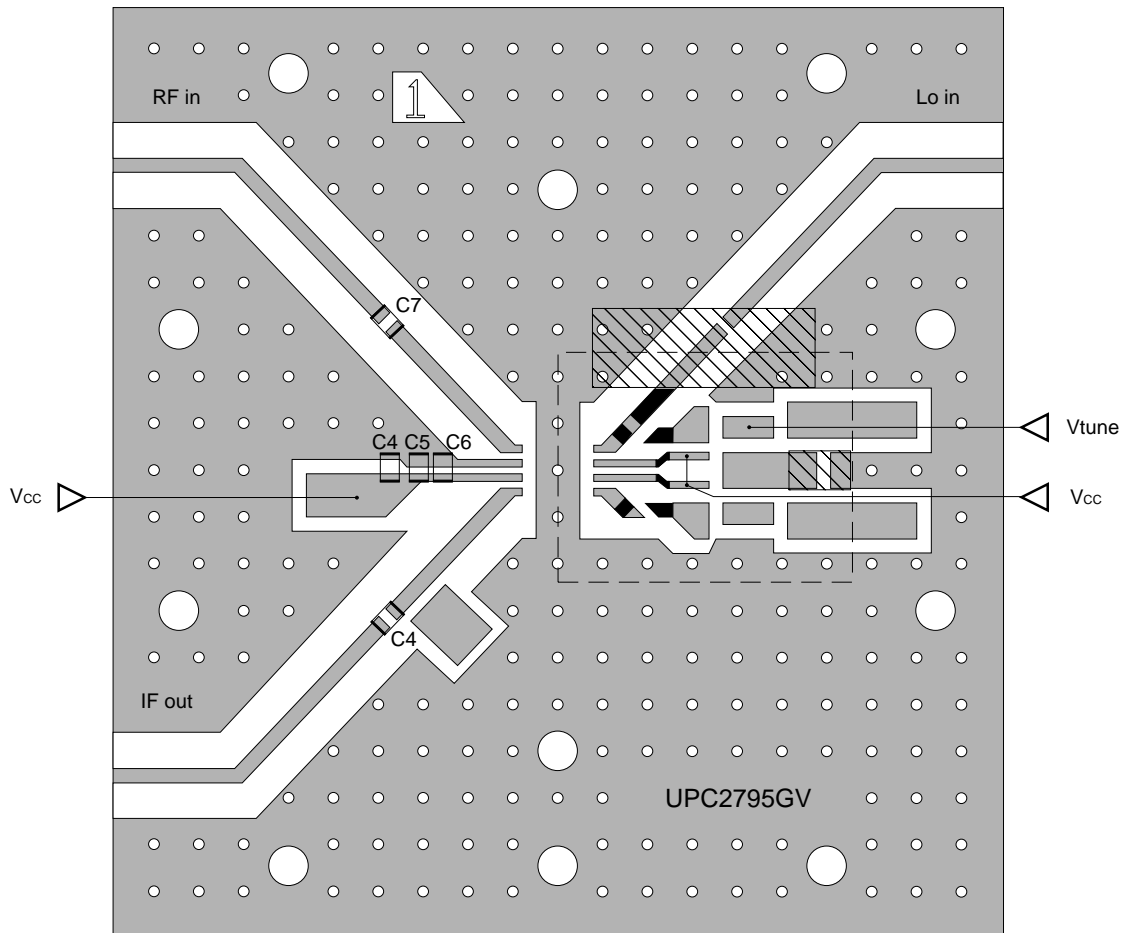 RF in
1
Lo in
C7
C4 C5 C6
Vtune
Vcc
Vcc
C4
IF out
UPC2795GV